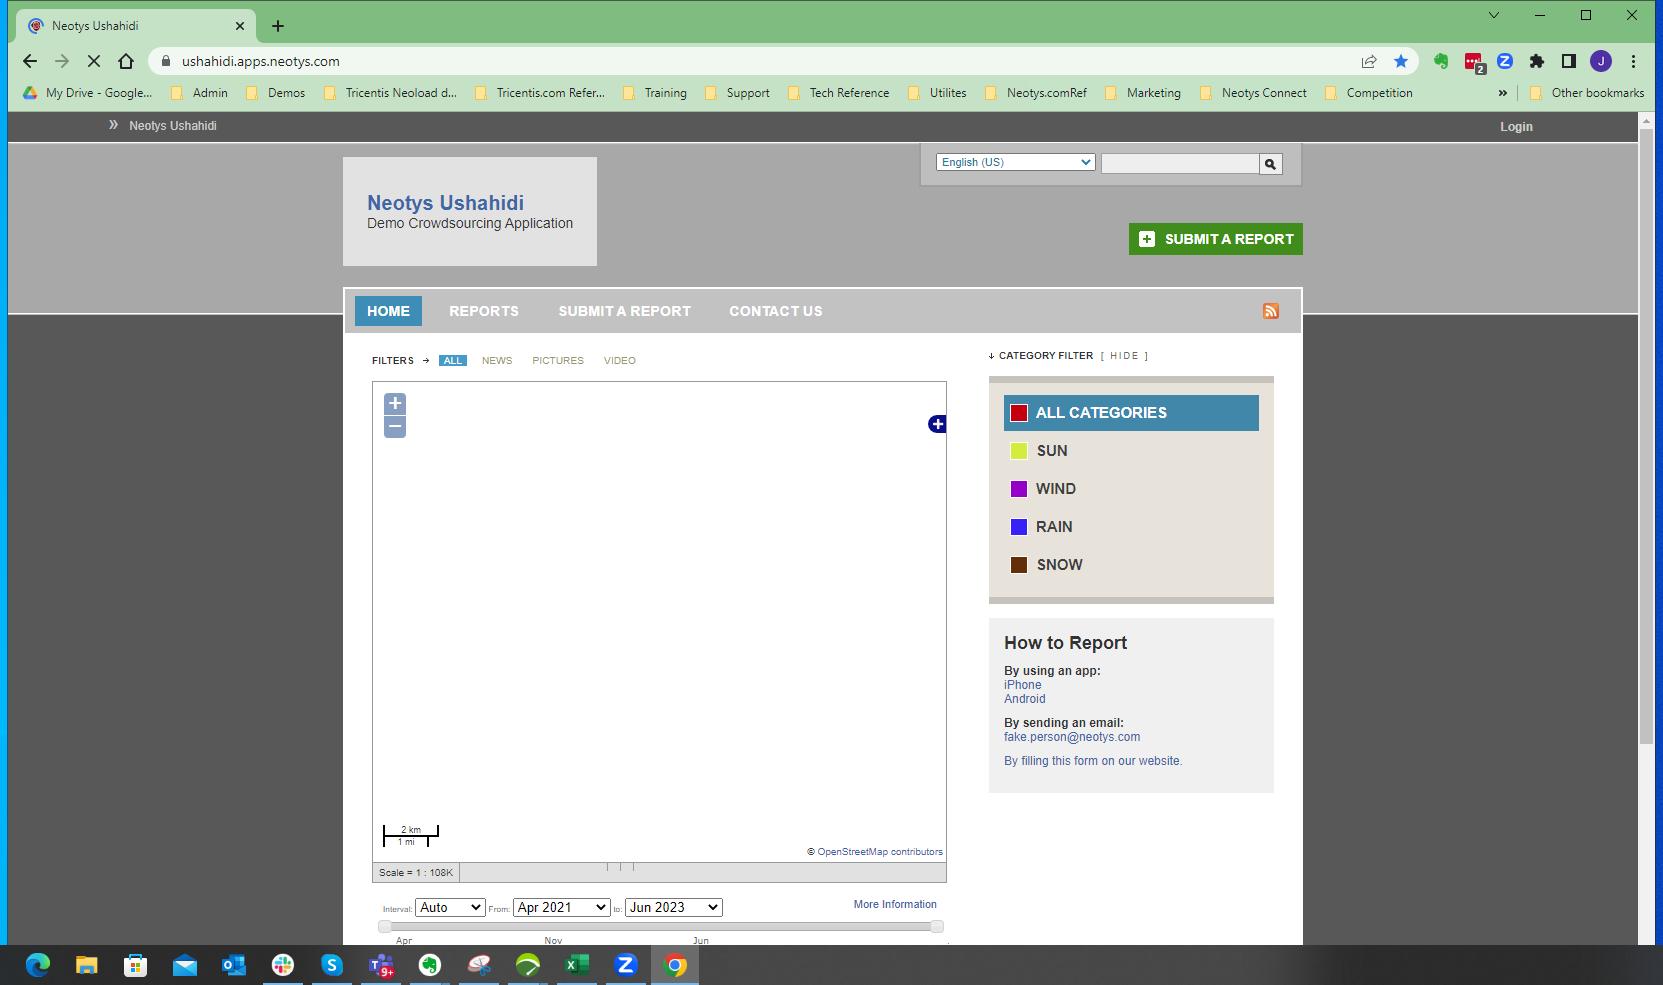 Neotys Ushahidi
ushahidi.apps.neotys.com
2
J
My Drive - Google... Admin Demos Tricentis Neoload d... Tricentis.com Refer... Training Support Tech Reference Utilites Neotys.comRef Marketing Neotys Connect Competition » Other bookmarks
» Neotys Ushahidi Login
English (US)
Neotys Ushahidi
Demo Crowdsourcing Application
SUBMIT A REPORT
HOME REPORTS SUBMIT A REPORT CONTACT US
FILTERS → ALL NEWS PICTURES VIDEO
↓ CATEGORY FILTER [ HIDE ]
+
−
ALL CATEGORIES
SUN
WIND
RAIN
SNOW
How to Report
By using an app:
iPhone
Android
By sending an email:
fake.person@neotys.com
By filling this form on our website.
2 km
1 mi
© OpenStreetMap contributors
Scale = 1 : 108K
Interval: Auto From: Apr 2021 to: Jun 2023 More Information
Apr Nov Jun
9+